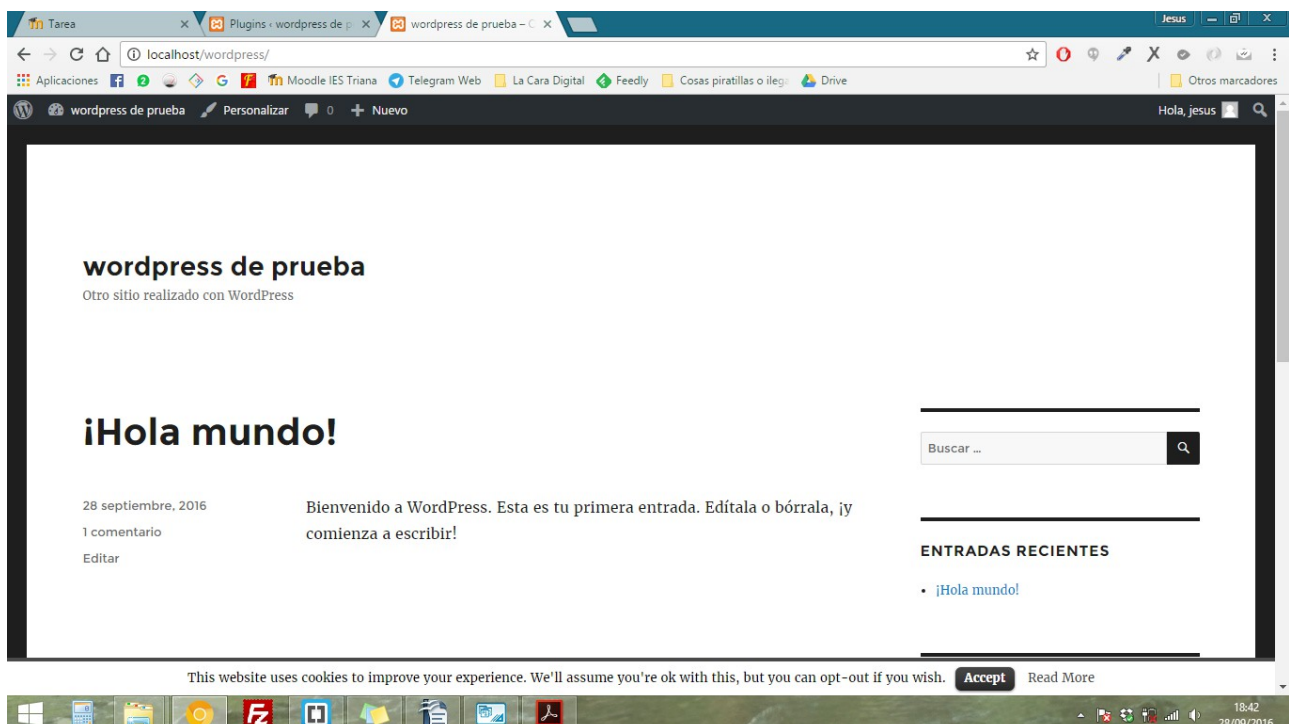 Tarea
Plugins ‹ wordpress de p
wordpress de prueba – C
Jesus
localhost/wordpress/
Aplicaciones
Moodle IES Triana
Telegram Web
La Cara Digital
Feedly
Cosas piratillas o ilega
Drive
Otros marcadores
wordpress de prueba
Personalizar
0
Nuevo
Hola, jesus
wordpress de prueba
Otro sitio realizado con WordPress
¡Hola mundo!
Buscar ...
28 septiembre, 2016
1 comentario
Editar
Bienvenido a WordPress. Esta es tu primera entrada. Edítala o bórrala, ¡y
comienza a escribir!
ENTRADAS RECIENTES
¡Hola mundo!
This website uses cookies to improve your experience. We'll assume you're ok with this, but you can opt-out if you wish.
Accept
Read More
18:42
28/09/2016